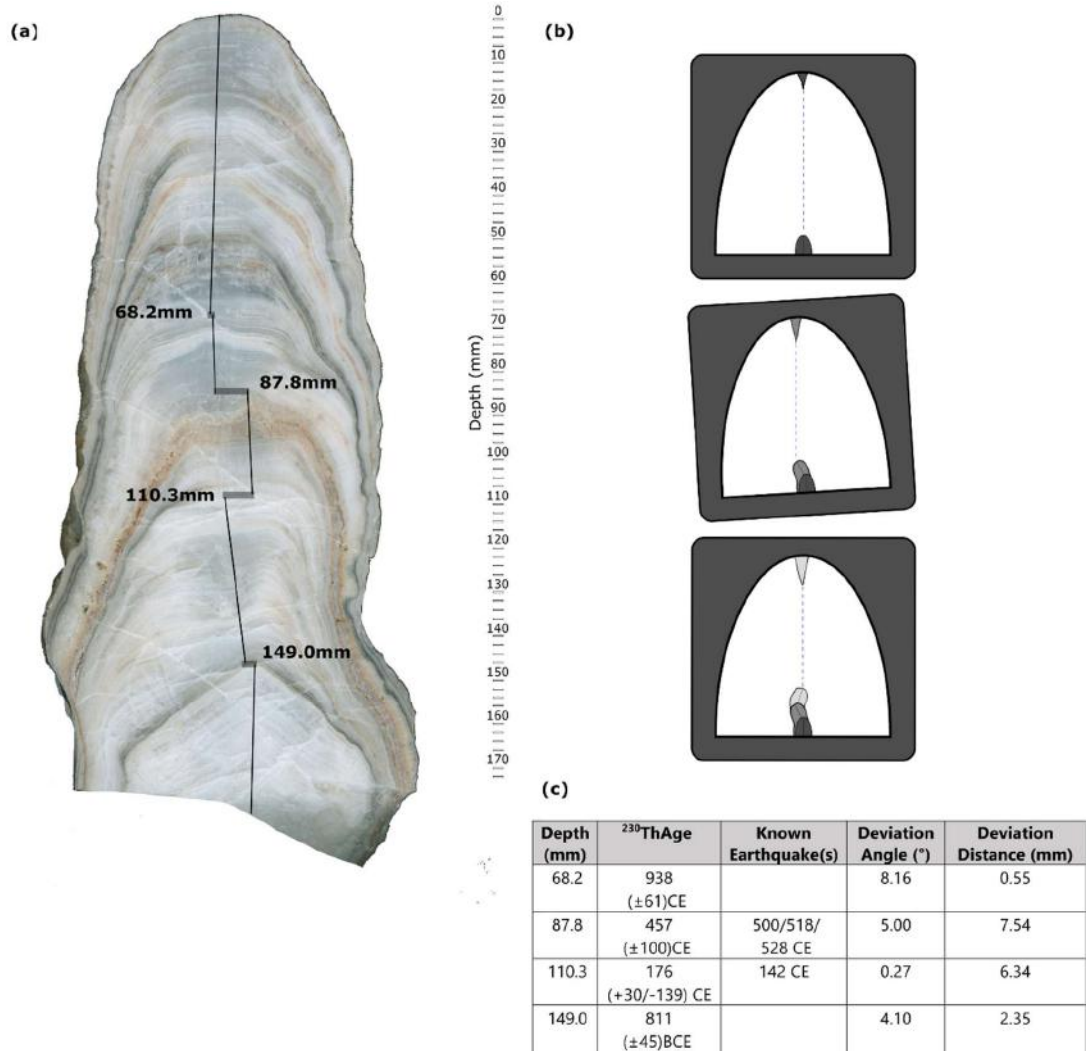 (a)
0
10
20
30
40
50
60
70
80
90
100
110
120
130
140
150
160
170
Depth (mm)
68.2mm
87.8mm
110.3mm
149.0mm
(b)
(c)
Depth (mm) 230ThAge Known Earthquake(s) Deviation Angle (°) Deviation Distance (mm)
68.2 938 (±61)CE 8.16 0.55
87.8 457 (±100)CE 500/518/ 528 CE 5.00 7.54
110.3 176 (+30/-139) CE 142 CE 0.27 6.34
149.0 811 (±45)BCE 4.10 2.35